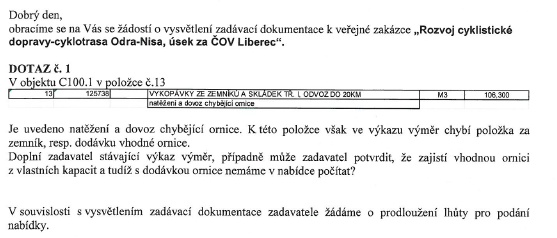 Dobrý den,
obracíme se na Vás se žádostí o vysvětlení zadávací dokumentace k veřejné zakázce „Rozvoj cyklistické
dopravy-cyklotrasa Odra-Nisa, úsek za ČOV Liberec“.
DOTAZ č. 1
V objektu C100.1 v položce č.13
13 125738 VYKOPÁVKY ZE ZEMNÍKŮ A SKLÁDEK TŘ. I, ODVOZ DO 20KM M3 106,300
natěžení a dovoz chybějící ornice
Je uvedeno natěžení a dovoz chybějící ornice. K této položce však ve výkazu výměr chybí položka za
zemník, resp. dodávku vhodné ornice.
Doplní zadavatel stávající výkaz výměr, případně může zadavatel potvrdit, že zajistí vhodnou ornici
z vlastních kapacit a tudíž s dodávkou ornice nemáme v nabídce počítat?
V souvislosti s vysvětlením zadávací dokumentace zadavatele žádáme o prodloužení lhůty pro podání
nabídky.